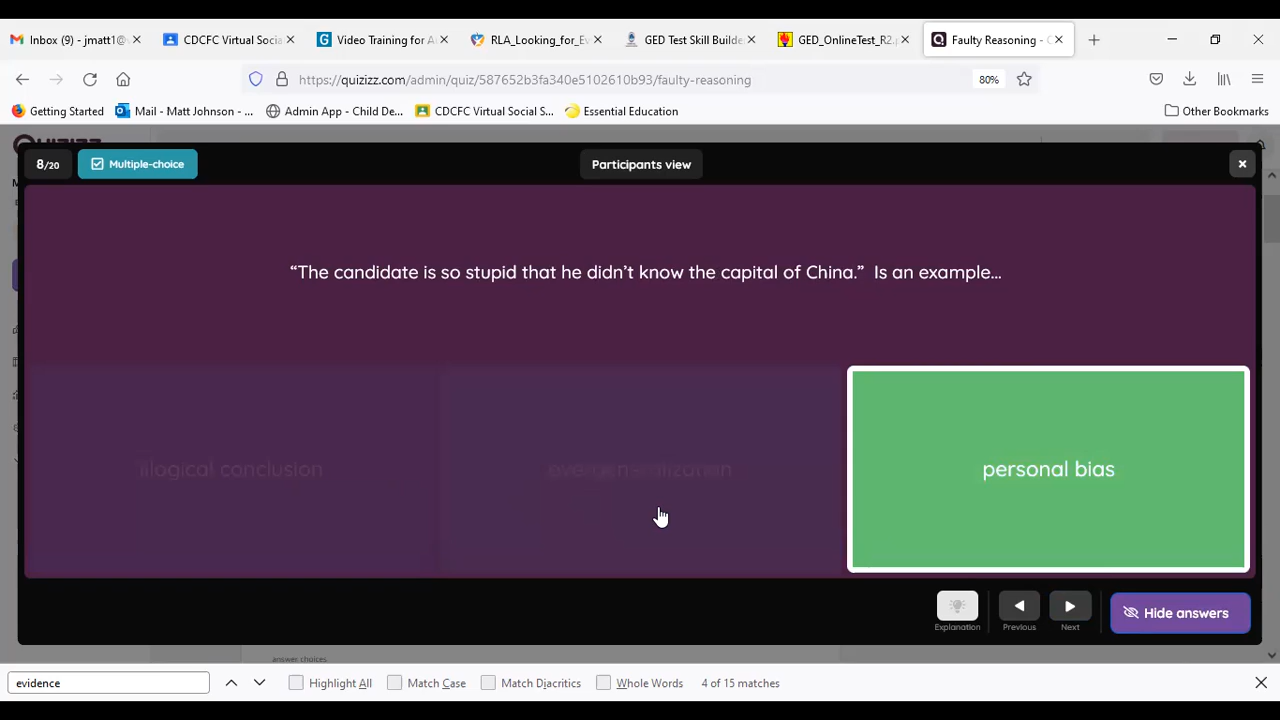 Inbox (9) - jmatt1@
CDCFC Virtual Socia
Video Training for A
RLA_Looking_for_Ev
GED Test Skill Builde
GED_OnlineTest_R2.p
Faulty Reasoning -
https://quizizz.com/admin/quiz/587652b3fa340e5102610b93/faulty-reasoning
80%
Getting Started
Mail - Matt Johnson - ...
Admin App - Child De...
CDCFC Virtual Social S...
Essential Education
Other Bookmarks
8/20
Multiple-choice
Participants view
“The candidate is so stupid that he didn’t know the capital of China.” Is an example...
illogical conclusion
personal bias
Explanation
Previous
Next
Hide answers
answer choices
evidence
Highlight All
Match Case
Match Diacritics
Whole Words
4 of 15 matches